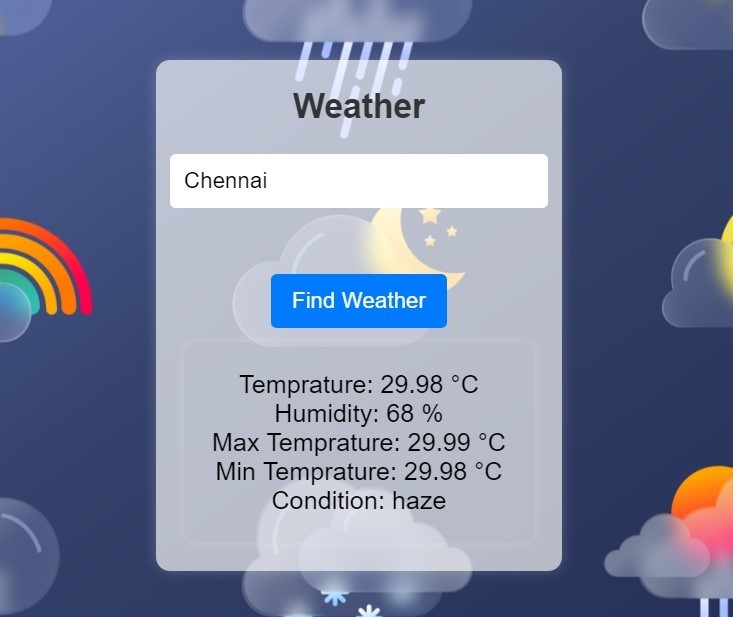 Weather
Chennai
Find Weather
Temprature: 29.98 °C
Humidity: 68 %
Max Temprature: 29.99 °C
Min Temprature: 29.98 °C
Condition: haze